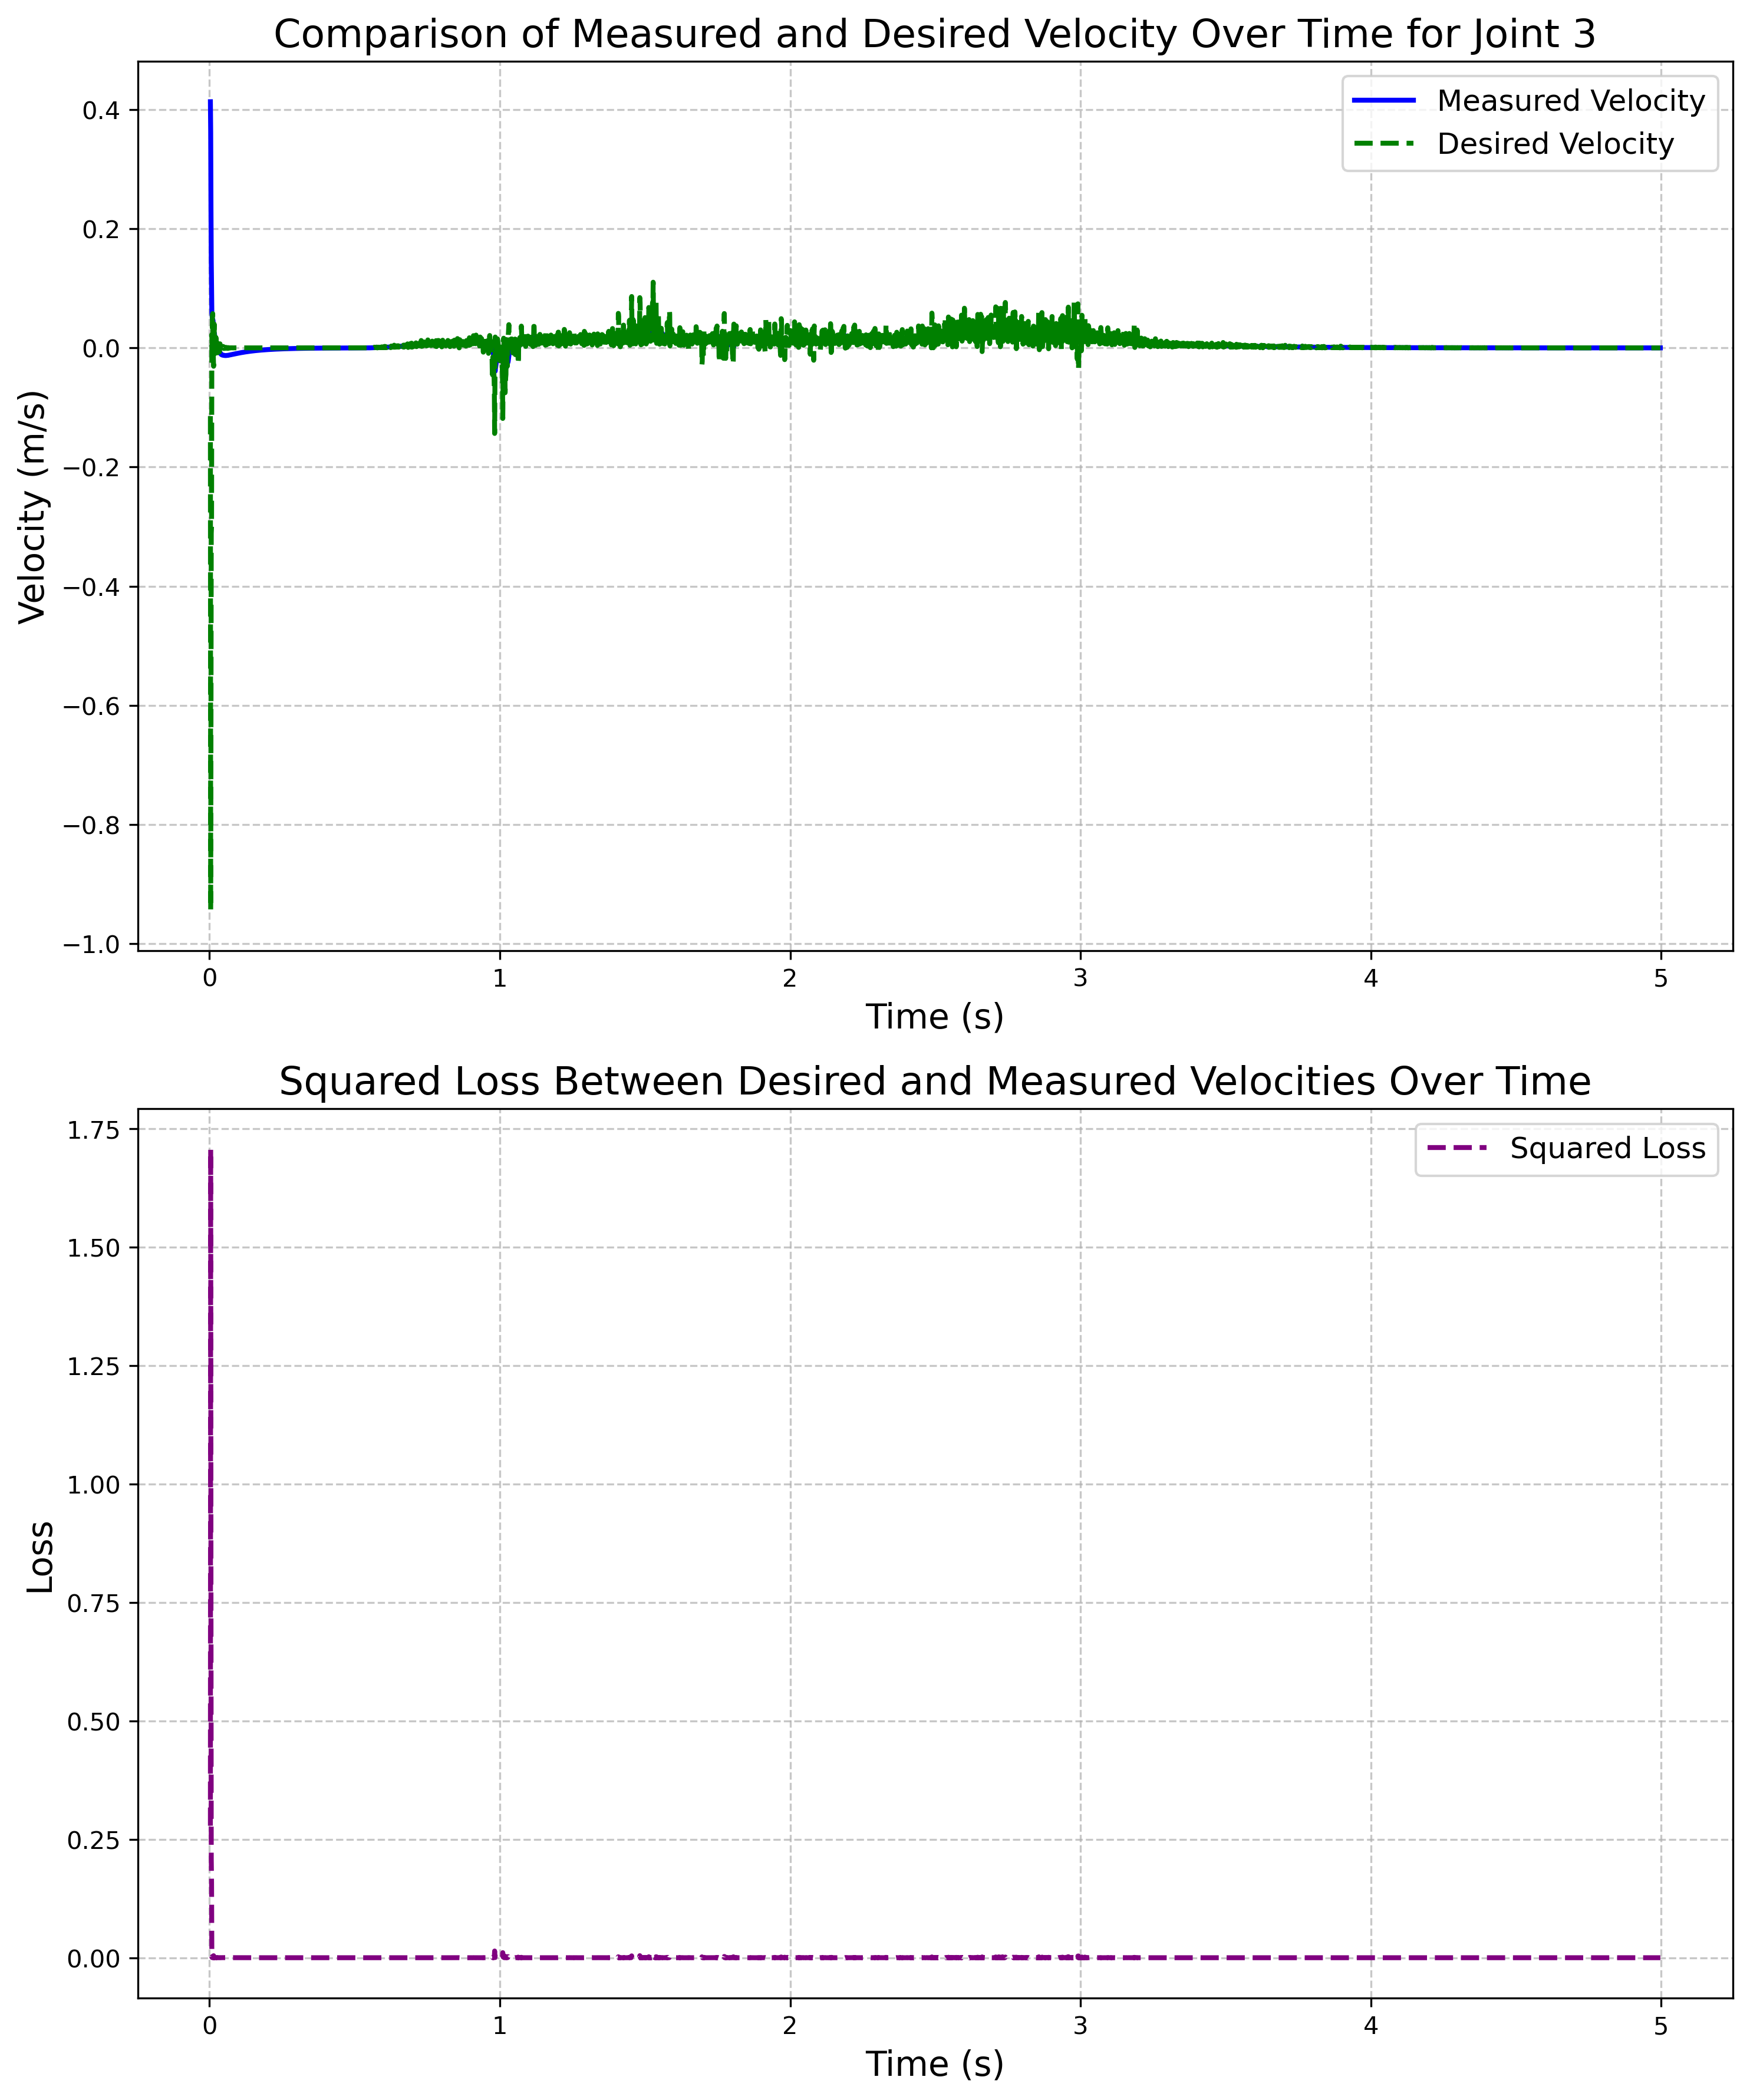 Comparison of Measured and Desired Velocity Over Time for Joint 3
Measured Velocity
Desired Velocity
0.4
0.2
0.0
−0.2
−0.4
−0.6
−0.8
−1.0
Velocity (m/s)
0 1 2 3 4 5
Time (s)
Squared Loss Between Desired and Measured Velocities Over Time
Squared Loss
1.75
1.50
1.25
1.00
0.75
0.50
0.25
0.00
Loss
0 1 2 3 4 5
Time (s)